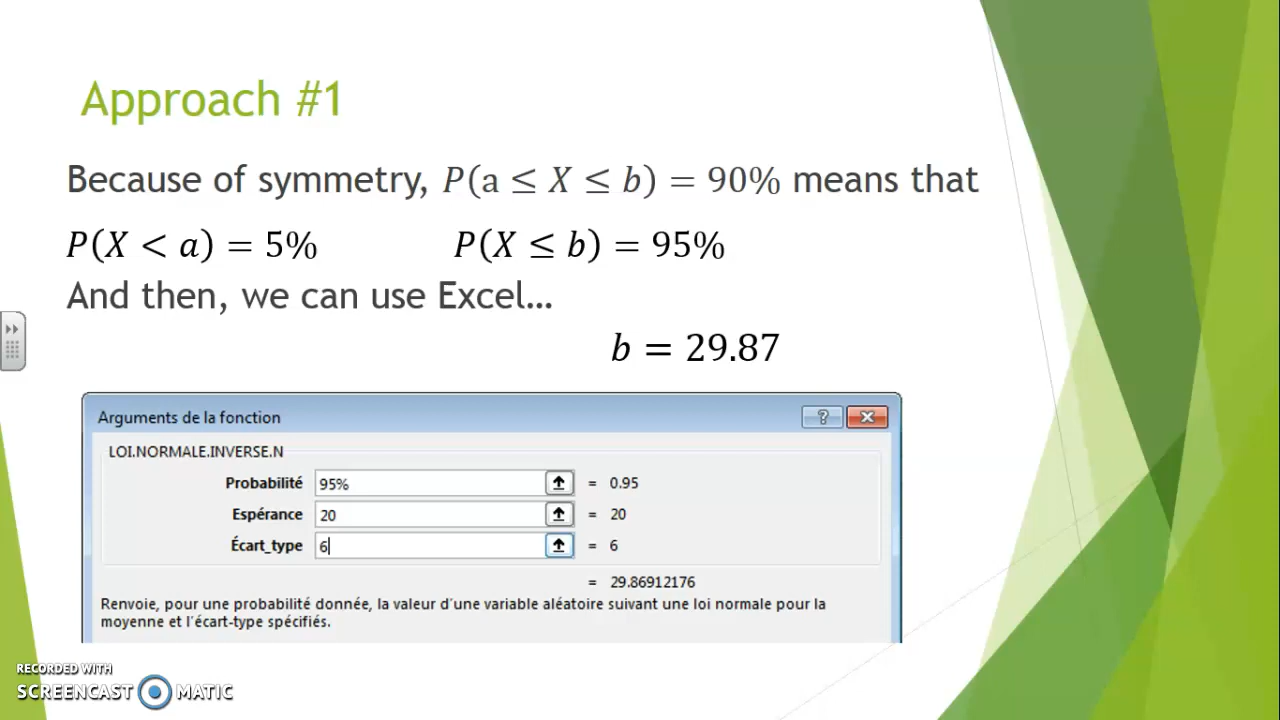 Approach #1
Because of symmetry, P(a ≤ X ≤ b) = 90% means that
P(X < a) = 5% P(X ≤ b) = 95%
And then, we can use Excel...
b = 29.87
Arguments de la fonction
LOI.NORMALE.INVERSE.N
Probabilité 95% = 0.95
Espérance 20 = 20
Écart_type 6 = 6
= 29.86912176
Renvoie, pour une probabilité donnée, la valeur d'une variable aléatoire suivant une loi normale pour la
moyenne et l'écart-type spécifiés.
RECORDED WITH
SCREENCAST MATIC